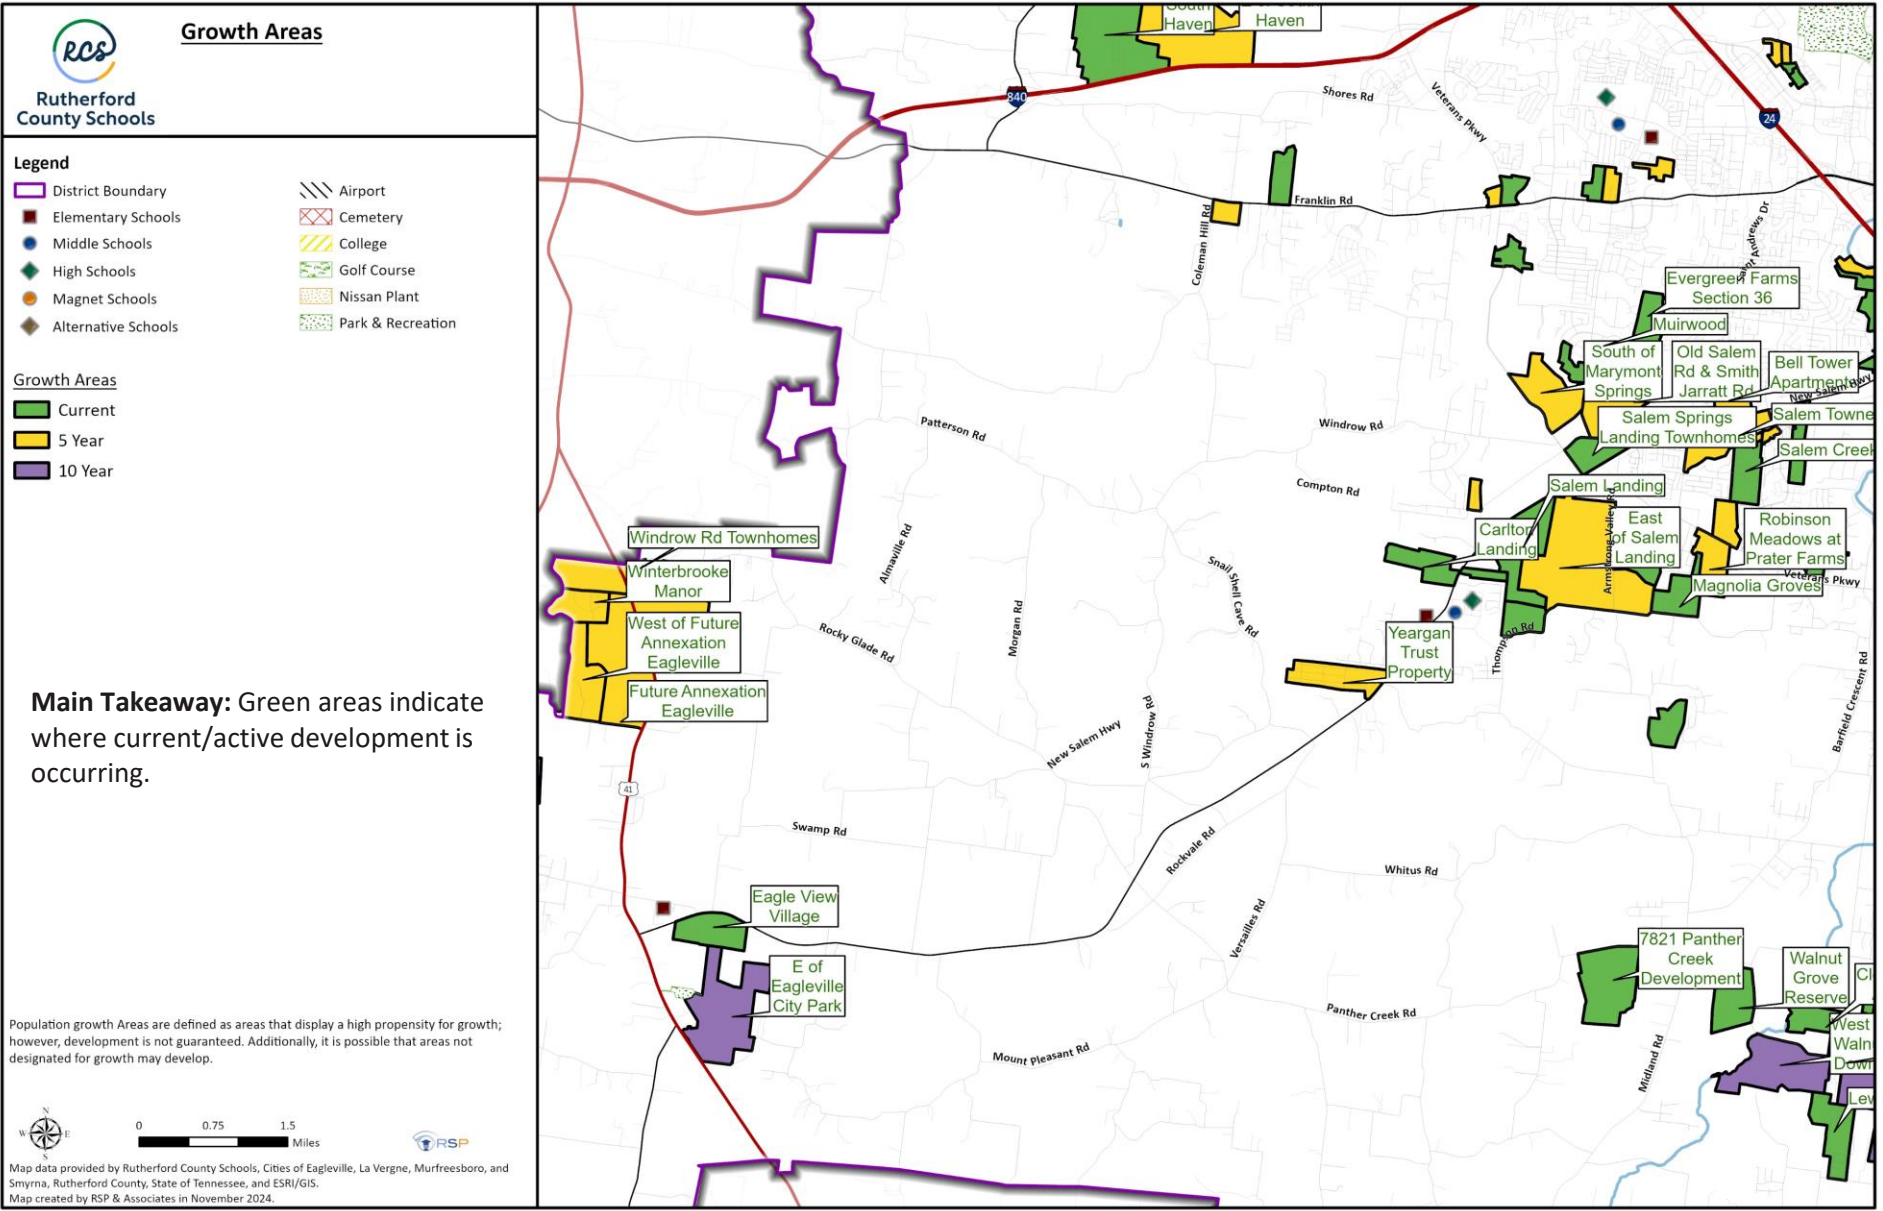 RCS
Rutherford
County Schools
Growth Areas
Legend
District Boundary
Elementary Schools
Middle Schools
High Schools
Magnet Schools
Alternative Schools
Airport
Cemetery
College
Golf Course
Nissan Plant
Park & Recreation
Growth Areas
Current
5 Year
10 Year
Main Takeaway: Green areas indicate
where current/active development is
occurring.
Population growth Areas are defined as areas that display a high propensity for growth;
however, development is not guaranteed. Additionally, it is possible that areas not
designated for growth may develop.
N
W E
S
0 0.75 1.5
Miles
RSP
Map data provided by Rutherford County Schools, Cities of Eagleville, La Vergne, Murfreesboro, and
Smyrna, Rutherford County, State of Tennessee, and ESRI/GIS.
Map created by RSP & Associates in November 2024.
South
Haven
Haven
840
24
Shores Rd
Veterans Pkwy
Franklin Rd
Coleman Hill Rd
Saint Andrews Dr
Evergreen Farms
Section 36
Muirwood
South of
Marymont
Springs
Old Salem
Rd & Smith
Jarratt Rd
Bell Tower
Apartments
New Salem Hwy
Salem Springs
Landing Townhomes
Salem Towne
Salem Creek
Patterson Rd
Windrow Rd
Compton Rd
Salem Landing
Carlton
Landing
Armstrong Valley Rd
East
of Salem
Landing
Robinson
Meadows at
Prater Farms
Veterans Pkwy
Magnolia Groves
Windrow Rd Townhomes
Winterbrooke
Manor
West of Future
Annexation
Eagleville
Future Annexation
Eagleville
Almaville Rd
Rocky Glade Rd
Morgan Rd
Snail Shell Cave Rd
Yeargan
Trust
Property
Thompson Rd
Barfield Crescent Rd
New Salem Hwy
S Windrow Rd
41
Swamp Rd
Rockvale Rd
Whitus Rd
Eagle View
Village
Versailles Rd
E of
Eagleville
City Park
7821 Panther
Creek
Development
Walnut
Grove
Reserve
Panther Creek Rd
Mount Pleasant Rd
Midland Rd
West